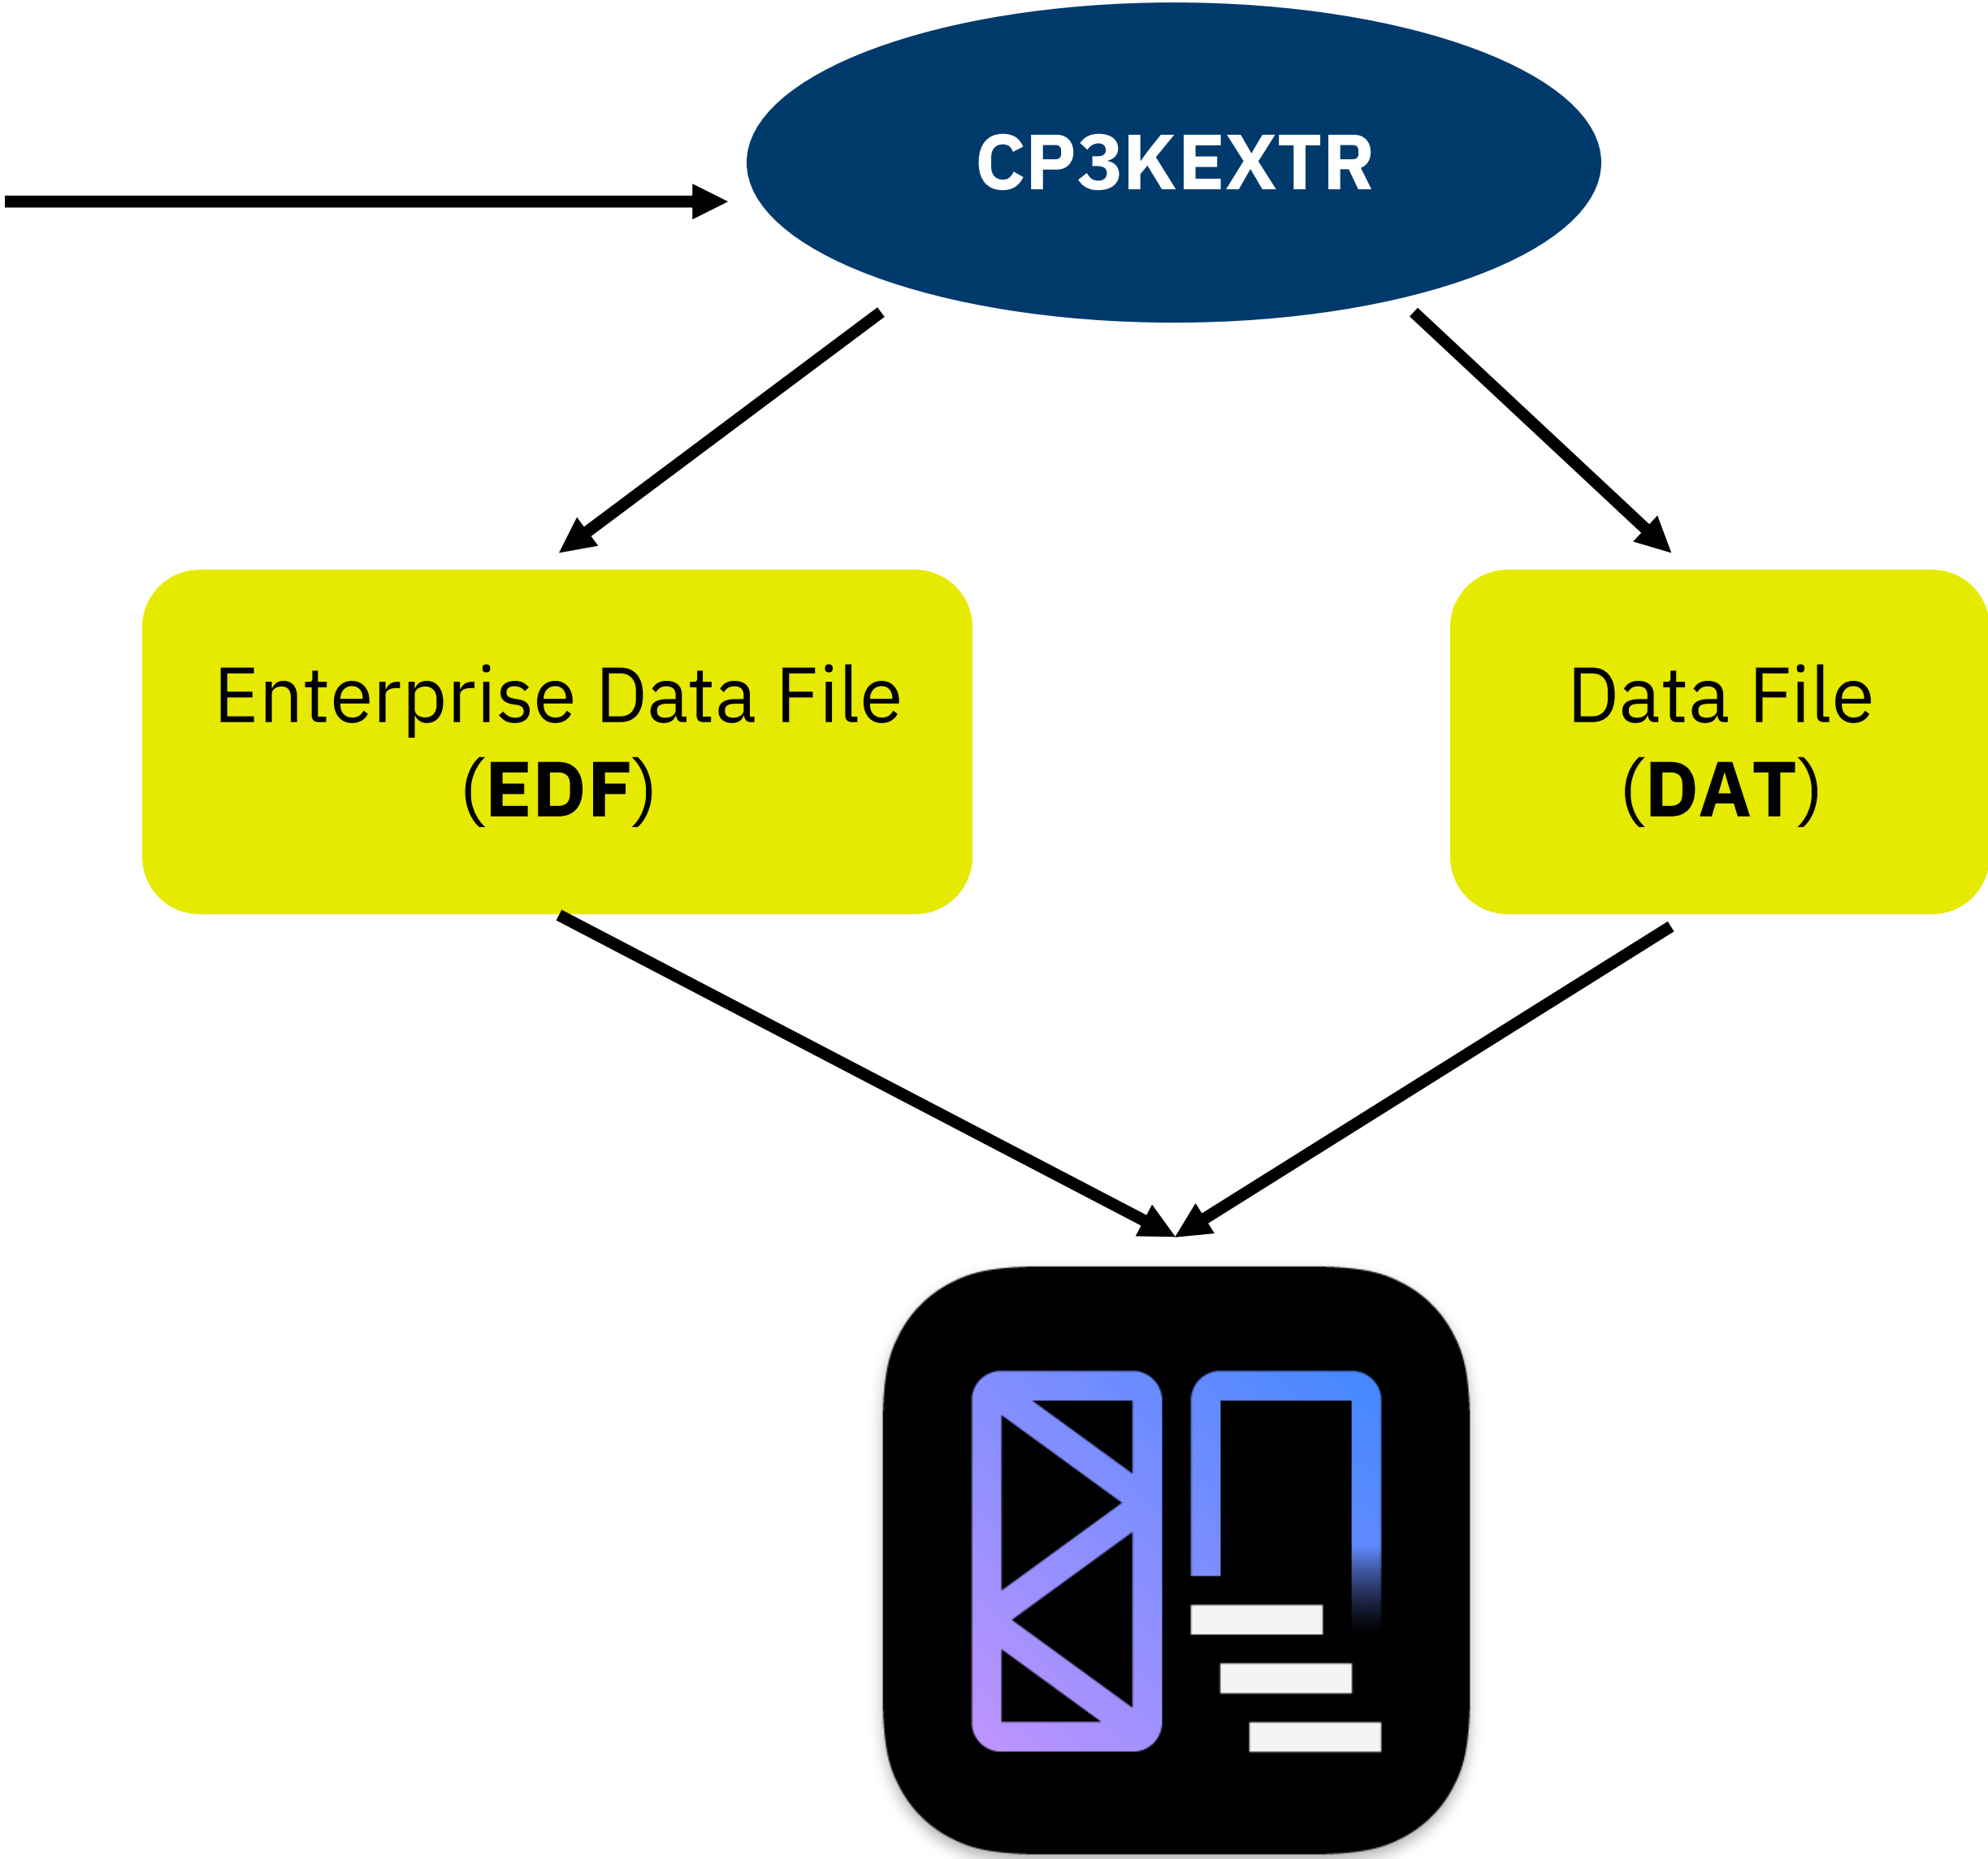 CP3KEXTR
Enterprise Data File
(EDF)
Data File
(DAT)